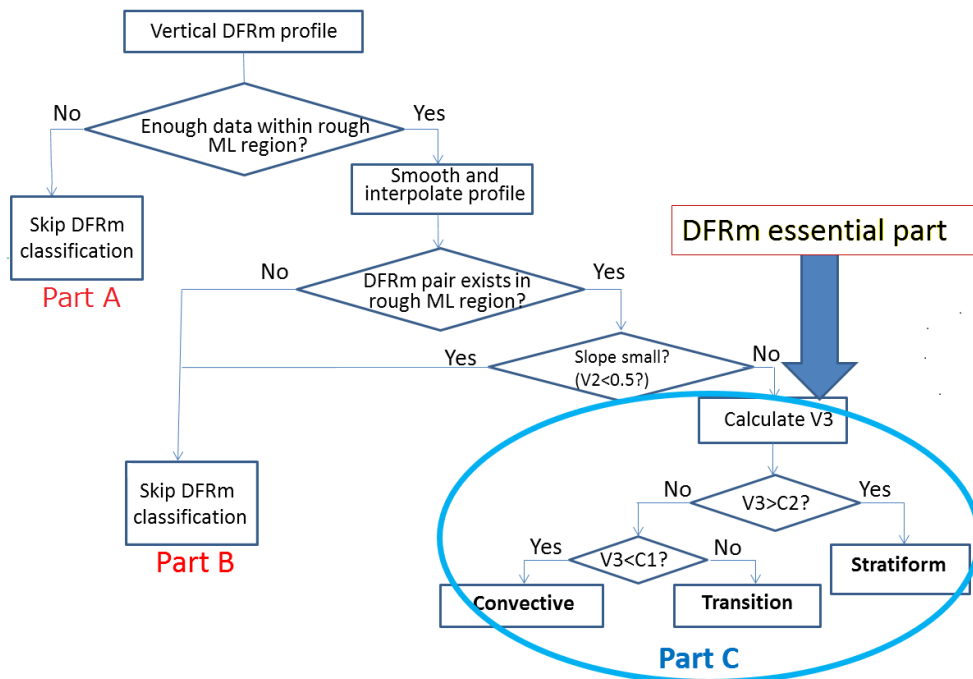 Vertical DFRm profile
No
Yes
Enough data within rough
ML region?
Smooth and
interpolate profile
Skip DFRm
classification
Part A
DFRm essential part
No
Yes
DFRm pair exists in
rough ML region?
Yes
No
Slope small?
(V2<0.5?)
Calculate V3
Skip DFRm
classification
Part B
No
Yes
V3>C2?
Yes
No
V3<C1?
Stratiform
Convective
Transition
Part C